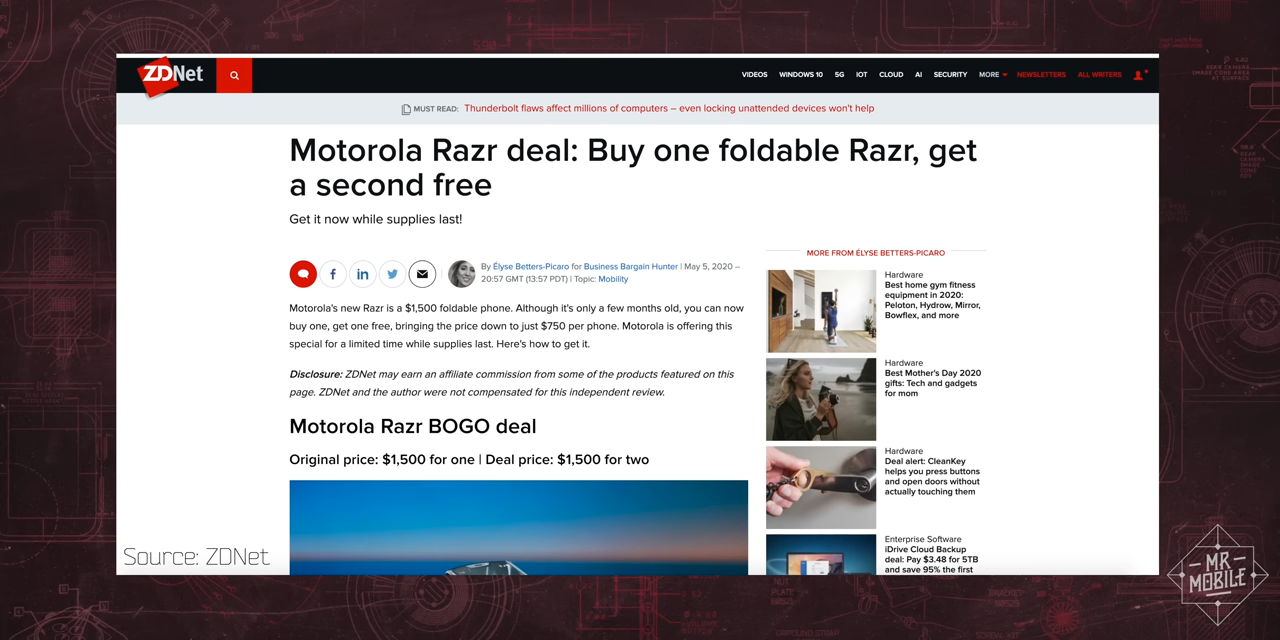 ZDNet
VIDEOS WINDOWS 10 5G IOT CLOUD AI SECURITY MORE NEWSLETTERS ALL WRITERS
MUST READ: Thunderbolt flaws affect millions of computers – even locking unattended devices won't help
Motorola Razr deal: Buy one foldable Razr, get
a second free
Get it now while supplies last!
By Élyse Betters-Picaro for Business Bargain Hunter | May 5, 2020 --
20:57 GMT (13:57 PDT) | Topic: Mobility
Motorola's new Razr is a $1,500 foldable phone. Although it's only a few months old, you can now
buy one, get one free, bringing the price down to just $750 per phone. Motorola is offering this
special for a limited time while supplies last. Here's how to get it.
Disclosure: ZDNet may earn an affiliate commission from some of the products featured on this
page. ZDNet and the author were not compensated for this independent review.
Motorola Razr BOGO deal
Original price: $1,500 for one | Deal price: $1,500 for two
MORE FROM ÉLYSE BETTERS-PICARO
Hardware
Best home gym fitness
equipment in 2020:
Peloton, Hydrow, Mirror,
Bowflex, and more
Hardware
Best Mother's Day 2020
gifts: Tech and gadgets
for mom
Hardware
Deal alert: CleanKey
helps you press buttons
and open doors without
actually touching them
Enterprise Software
iDrive Cloud Backup
deal: Pay $3.48 for 5TB
and save 95% the first
Source: ZDNet
MR
MOBILE